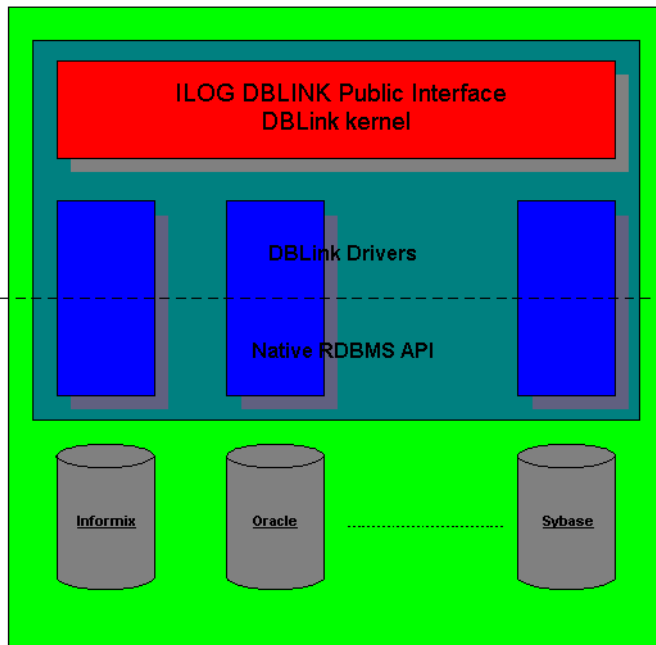 ILOG DBLINK Public Interface
DBLink kernel
DBLink Drivers
Native RDBMS API
Informix
Oracle
Sybase